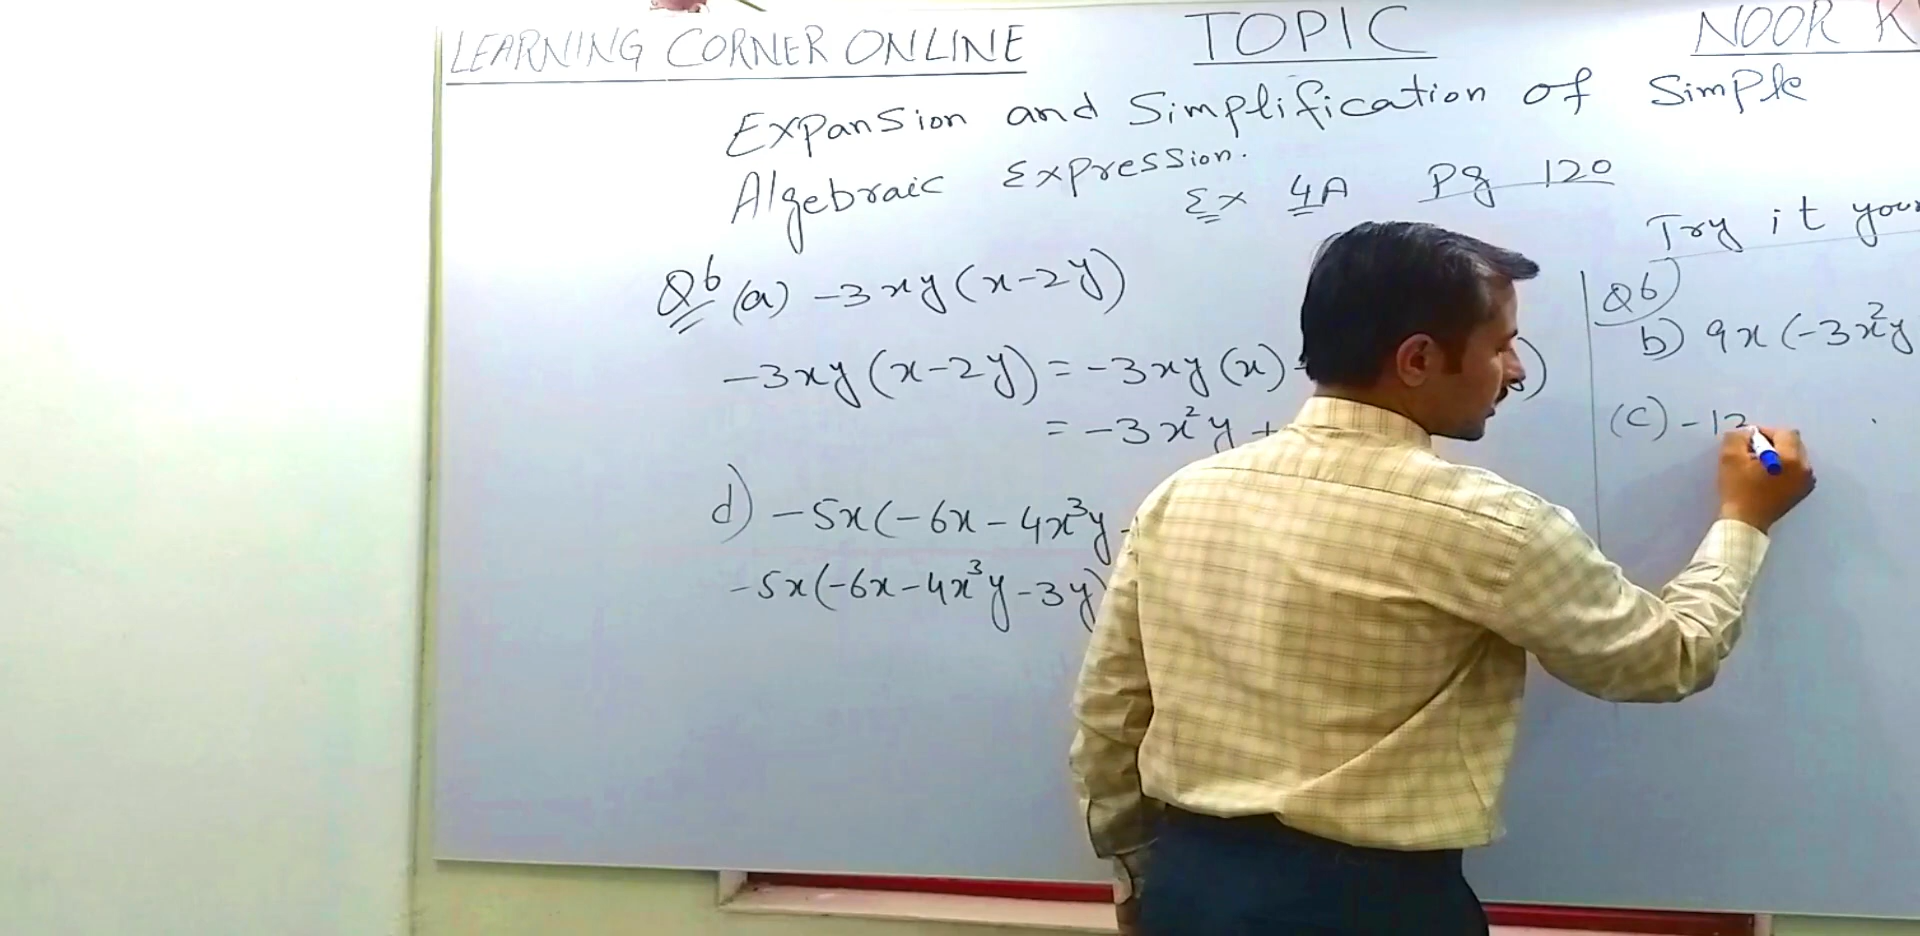 LEARNING CORNER ONLINE TOPIC NOOR K
Expansion and Simplification of Simple
Algebraic Expression.
Ex 4A Pg 120
Try it your
Q6 (a) -3xy(x-2y)
-3xy(x-2y) = -3xy(x)
= -3x²y +
d) -5x(-6x-4x³y-
-5x(-6x-4x³y-3y)
Q6)
b) 9x(-3x²y
(c) -12